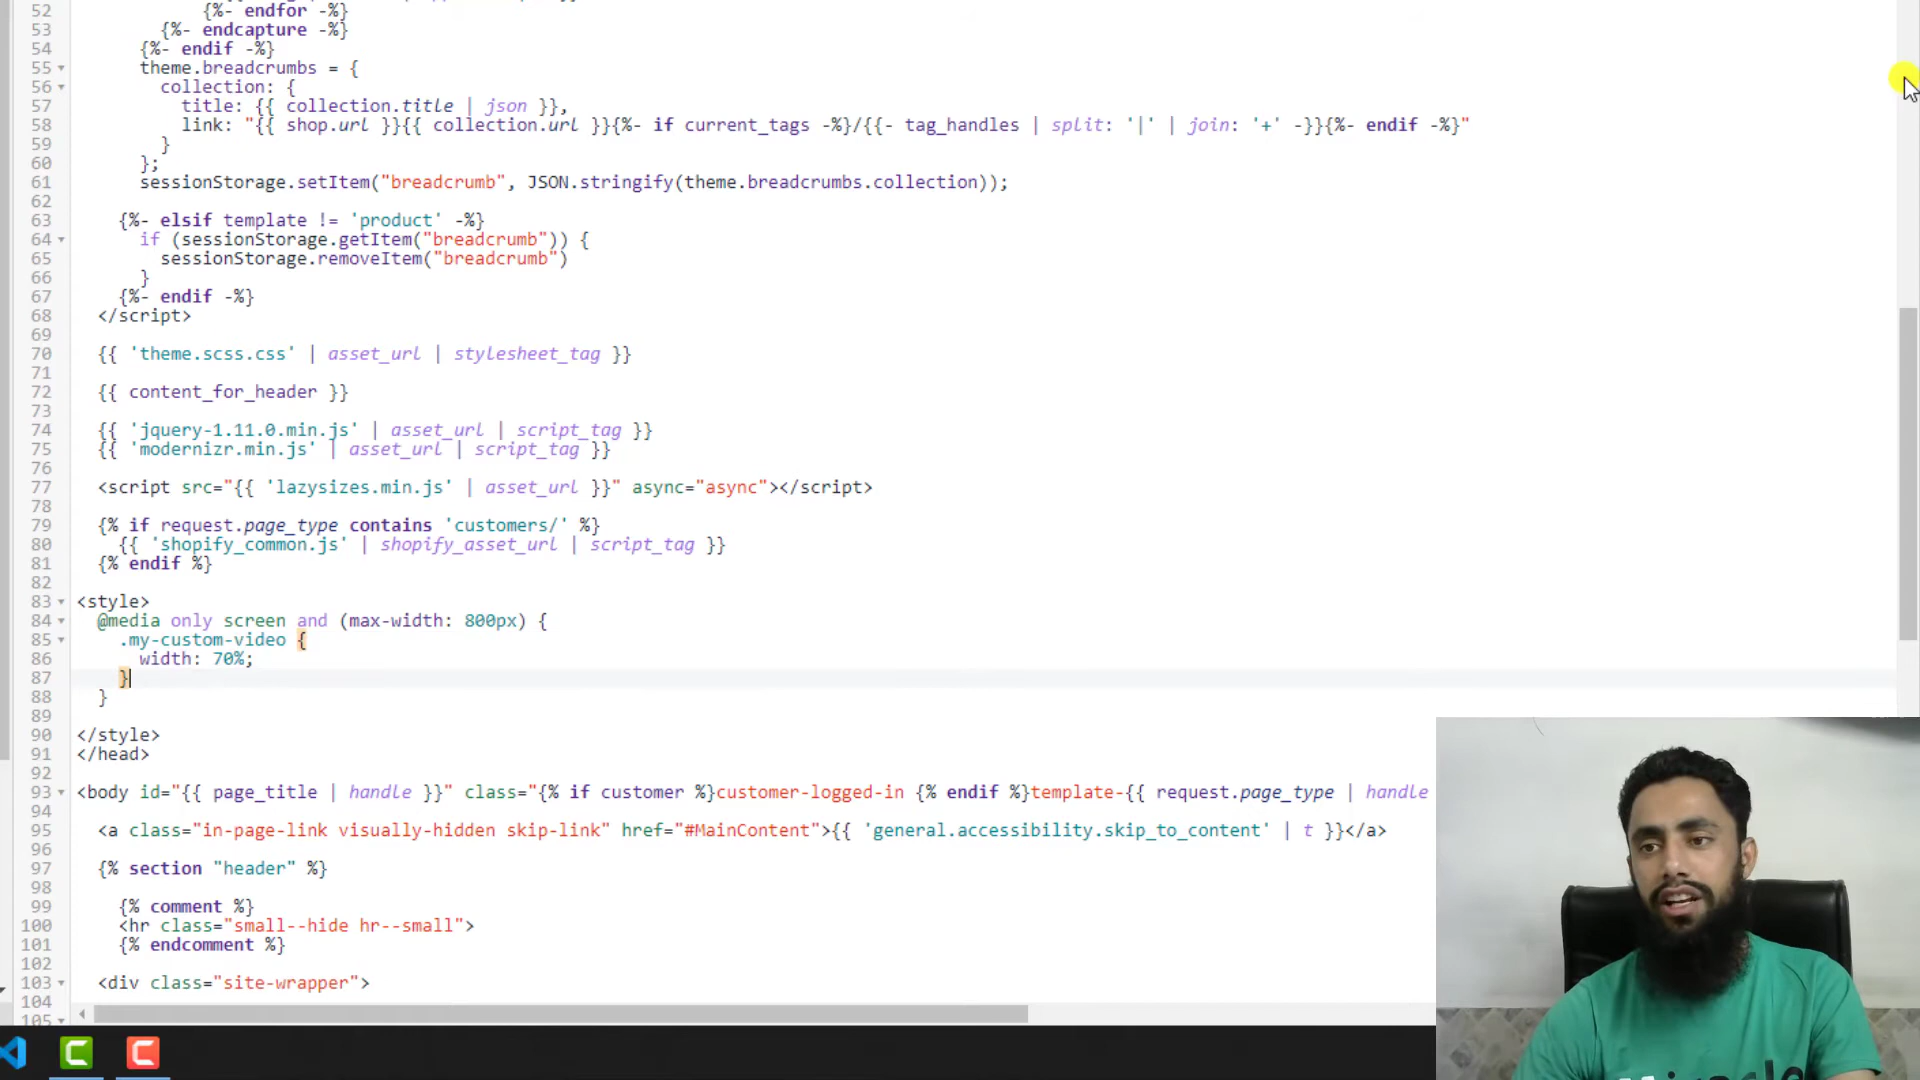 52 {%- endfor -%}
53 {%- endcapture -%}
54 {%- endif -%}
55 theme.breadcrumbs = {
56 collection: {
57 title: {{ collection.title | json }},
58 link: "{{ shop.url }}{{ collection.url }}{%- if current_tags -%}/{{- tag_handles | split: '|' | join: '+' -}}{%- endif -%}"
59 }
60 };
61 sessionStorage.setItem("breadcrumb", JSON.stringify(theme.breadcrumbs.collection));
62
63 {%- elsif template != 'product' -%}
64 if (sessionStorage.getItem("breadcrumb")) {
65 sessionStorage.removeItem("breadcrumb")
66 }
67 {%- endif -%}
68 </script>
69
70 {{ 'theme.scss.css' | asset_url | stylesheet_tag }}
71
72 {{ content_for_header }}
73
74 {{ 'jquery-1.11.0.min.js' | asset_url | script_tag }}
75 {{ 'modernizr.min.js' | asset_url | script_tag }}
76
77 <script src="{{ 'lazysizes.min.js' | asset_url }}" async="async"></script>
78
79 {% if request.page_type contains 'customers/' %}
80 {{ 'shopify_common.js' | shopify_asset_url | script_tag }}
81 {% endif %}
82
83 <style>
84 @media only screen and (max-width: 800px) {
85 .my-custom-video {
86 width: 70%;
87 }
88 }
89
90 </style>
91 </head>
92
93 <body id="{{ page_title | handle }}" class="{% if customer %}customer-logged-in {% endif %}template-{{ request.page_type | handle
94
95 <a class="in-page-link visually-hidden skip-link" href="#MainContent">{{ 'general.accessibility.skip_to_content' | t }}</a>
96
97 {% section "header" %}
98
99 {% comment %}
100 <hr class="small--hide hr--small">
101 {% endcomment %}
102
103 <div class="site-wrapper">
104
105